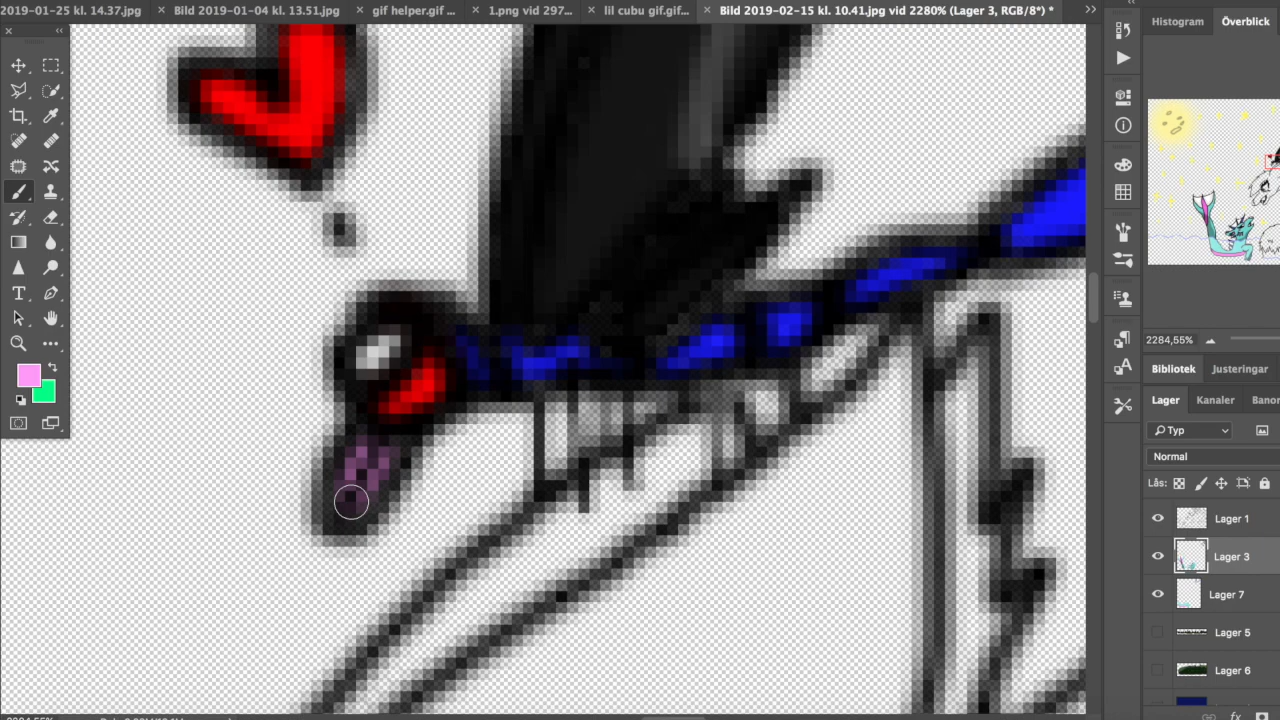 2019-01-25 kl. 14.37.jpg × Bild 2019-01-04 kl. 13.51.jpg × gif helper.gif ... × 1.png vid 297... × lil cubu gif.gif... × Bild 2019-02-15 kl. 10.41.jpg vid 2280% (Lager 3, RGB/8*) *
Histogram Överblick
2284,55%
Bibliotek Justeringar
Lager Kanaler Banor
Typ
Normal
Lås:
Lager 1
Lager 3
Lager 7
Lager 5
Lager 6
fx